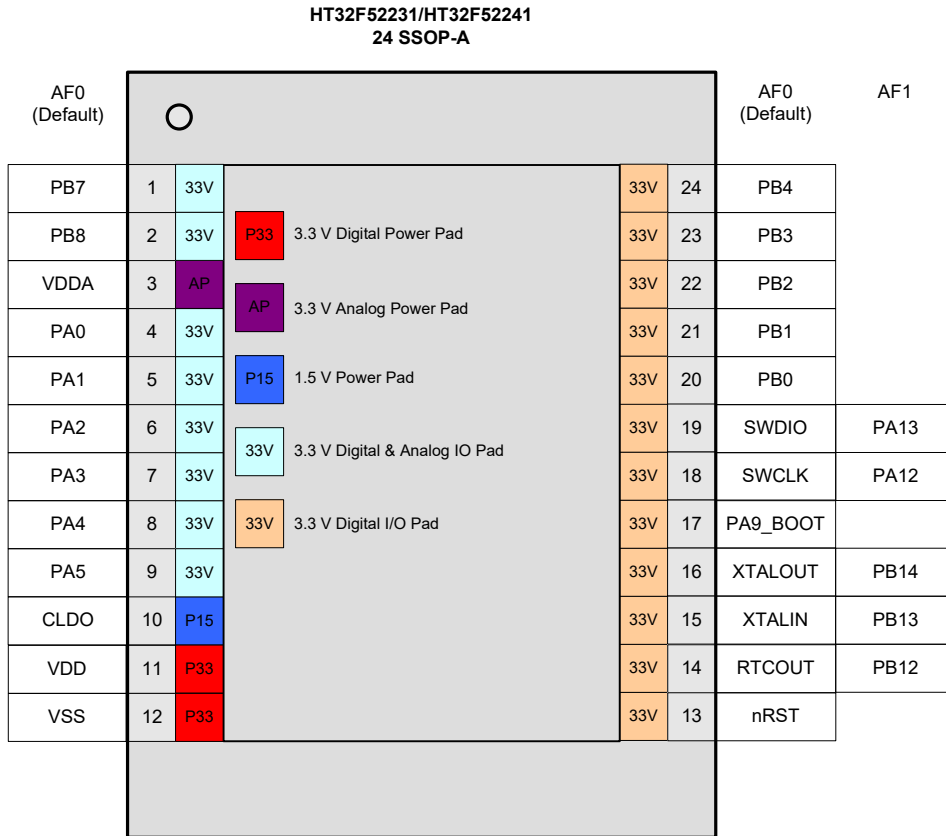 HT32F52231/HT32F52241
24 SSOP-A
AF0
(Default)
AF0
(Default)
AF1
PB7 1 33V 33V 24 PB4
PB8 2 33V P33 3.3 V Digital Power Pad 33V 23 PB3
VDDA 3 AP AP 3.3 V Analog Power Pad 33V 22 PB2
PA0 4 33V 33V 21 PB1
PA1 5 33V P15 1.5 V Power Pad 33V 20 PB0
PA2 6 33V 33V 3.3 V Digital & Analog IO Pad 33V 19 SWDIO PA13
PA3 7 33V 33V 18 SWCLK PA12
PA4 8 33V 33V 3.3 V Digital I/O Pad 33V 17 PA9_BOOT
PA5 9 33V 33V 16 XTALOUT PB14
CLDO 10 P15 33V 15 XTALIN PB13
VDD 11 P33 33V 14 RTCOUT PB12
VSS 12 P33 33V 13 nRST